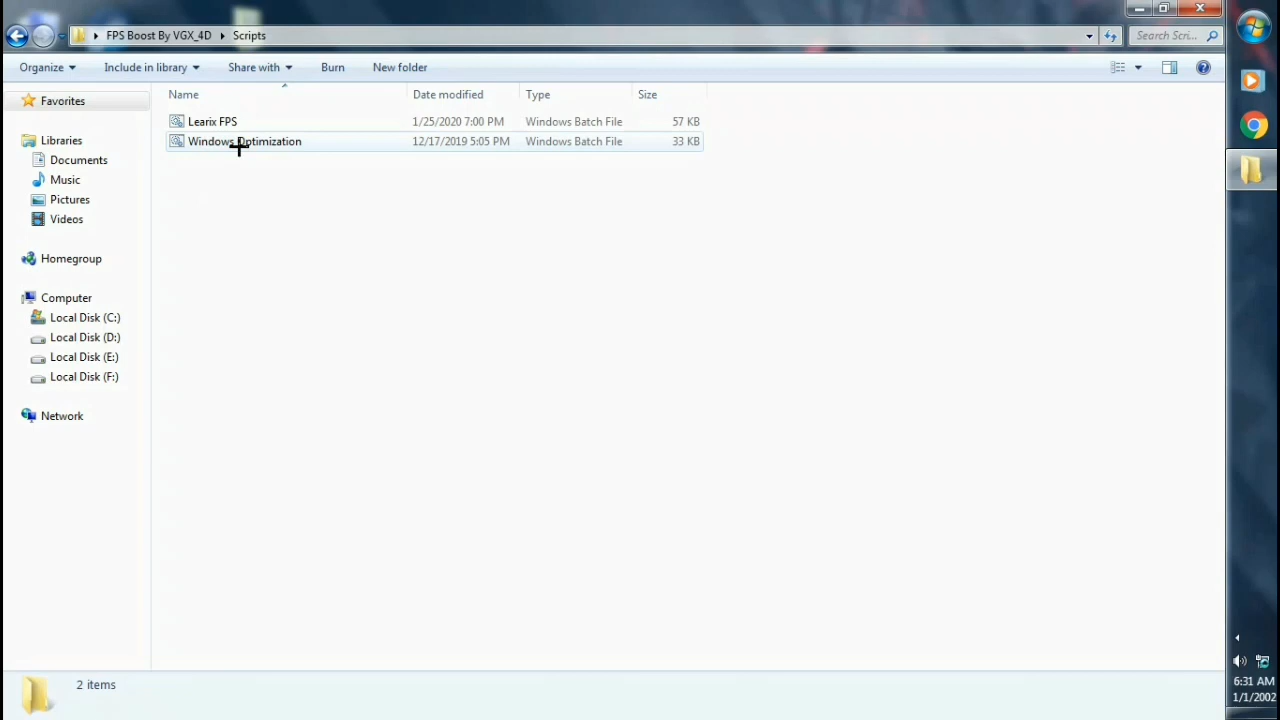 FPS Boost By VGX_4D Scripts
Search Scri...
Organize Include in library Share with Burn New folder
Favorites
Libraries
Documents
Music
Pictures
Videos
Homegroup
Computer
Local Disk (C:)
Local Disk (D:)
Local Disk (E:)
Local Disk (F:)
Network
Name Date modified Type Size
Learix FPS 1/25/2020 7:00 PM Windows Batch File 57 KB
Windows Optimization 12/17/2019 5:05 PM Windows Batch File 33 KB
2 items
6:31 AM
1/1/2002